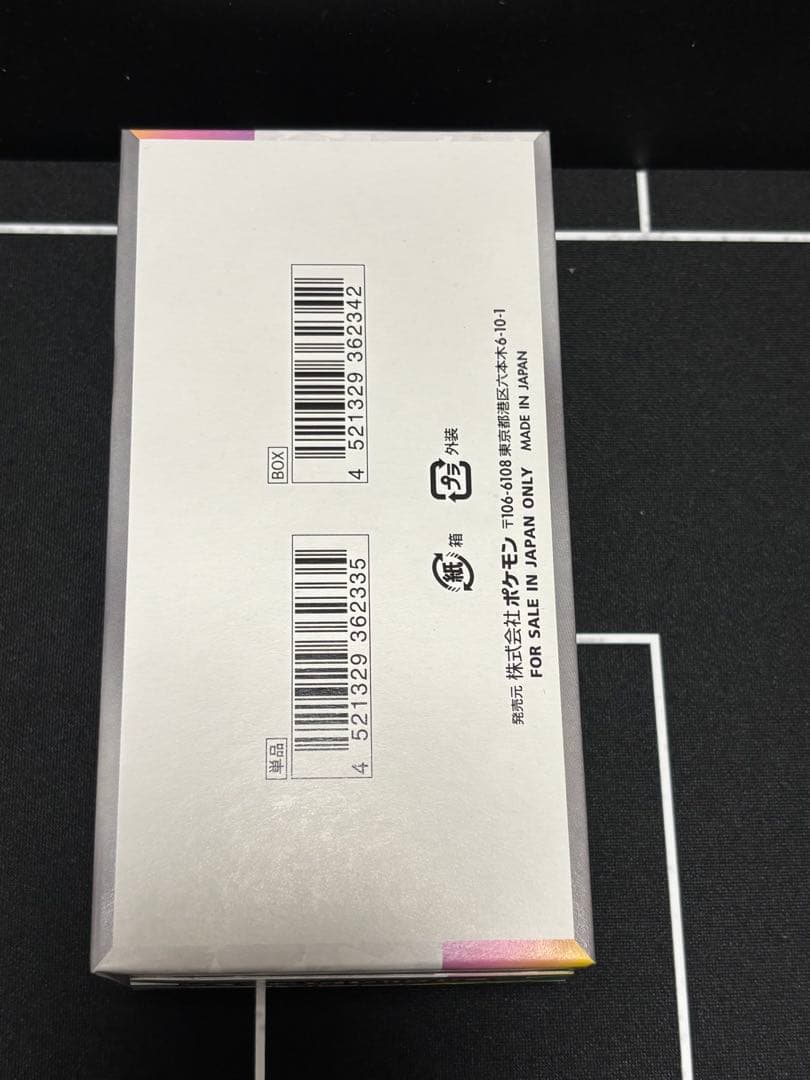 単品
4 521329 362335
BOX
4 521329 362342
紙 箱
プラ 外装
発売元 株式会社 ポケモン 〒106-6108 東京都港区六本木6-10-1
FOR SALE IN JAPAN ONLY MADE IN JAPAN